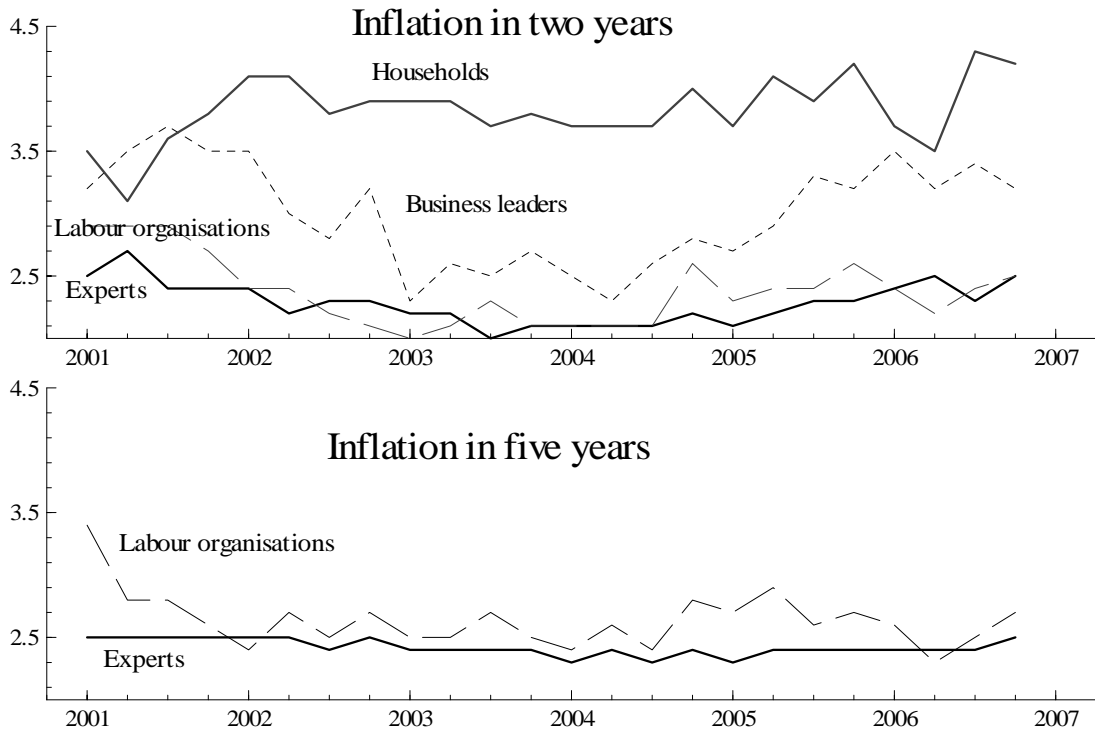 Inflation in two years
4.5
Households
3.5
Business leaders
Labour organisations
2.5
Experts
2001 2002 2003 2004 2005 2006 2007
4.5
Inflation in five years
3.5
Labour organisations
2.5
Experts
2001 2002 2003 2004 2005 2006 2007